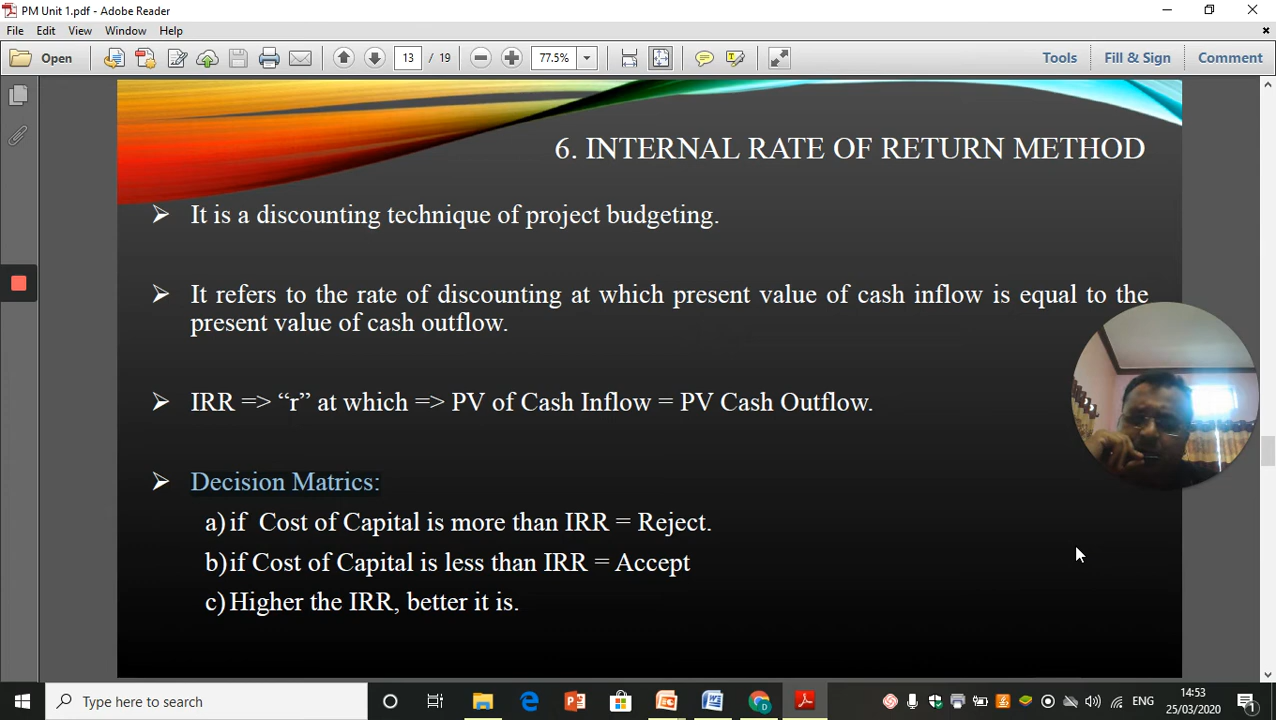 PM Unit 1.pdf - Adobe Reader
File Edit View Window Help
Open 13 / 19 77.5% Tools Fill & Sign Comment
6. INTERNAL RATE OF RETURN METHOD
➢ It is a discounting technique of project budgeting.
➢ It refers to the rate of discounting at which present value of cash inflow is equal to the
present value of cash outflow.
➢ IRR => “r” at which => PV of Cash Inflow = PV Cash Outflow.
➢ Decision Matrics:
a) if Cost of Capital is more than IRR = Reject.
b) if Cost of Capital is less than IRR = Accept
c) Higher the IRR, better it is.
Type here to search ENG 14:53
25/03/2020 1